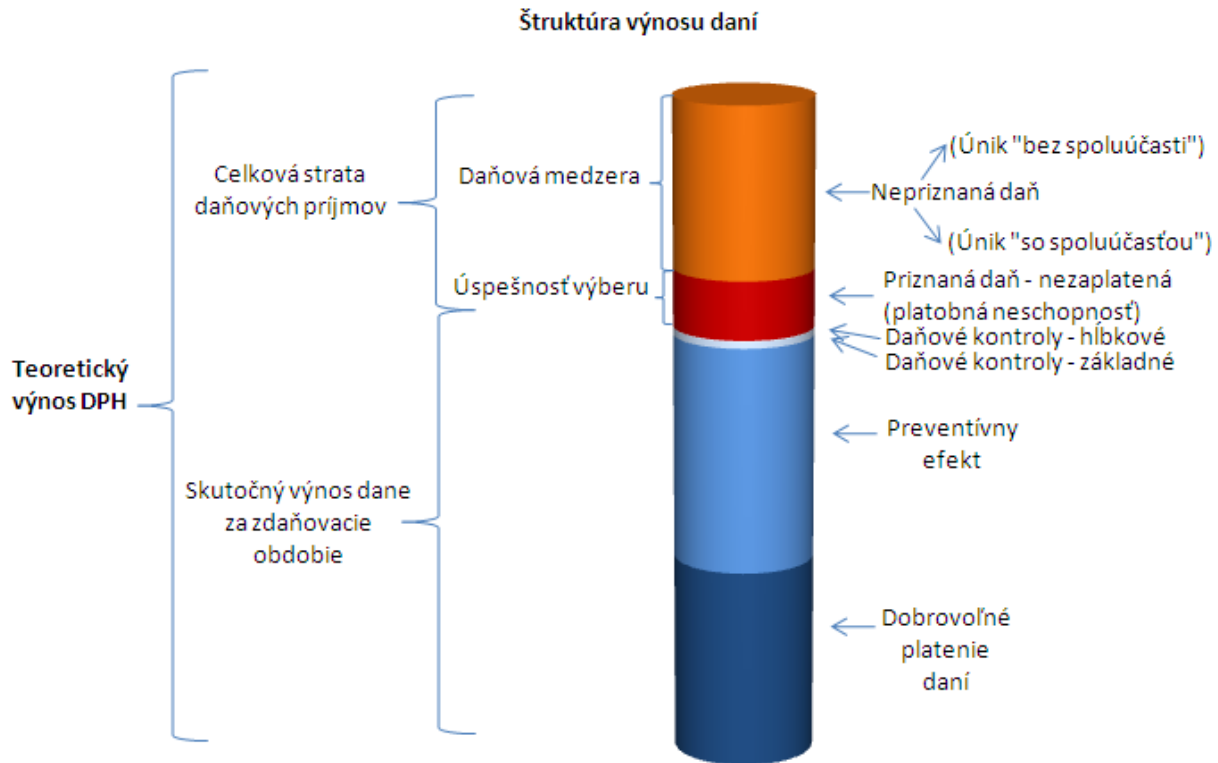 Štruktúra výnosu daní
Teoretický
výnos DPH
Celková strata
daňových príjmov
Skutočný výnos dane
za zdaňovacie
obdobie
Daňová medzera
Úspešnosť výberu
(Únik "bez spoluúčasti")
Nepriznaná daň
(Únik "so spoluúčasťou")
Priznaná daň - nezaplatená
(platobná neschopnosť)
Daňové kontroly - hĺbkové
Daňové kontroly - základné
Preventívny
efekt
Dobrovoľné
platenie
daní